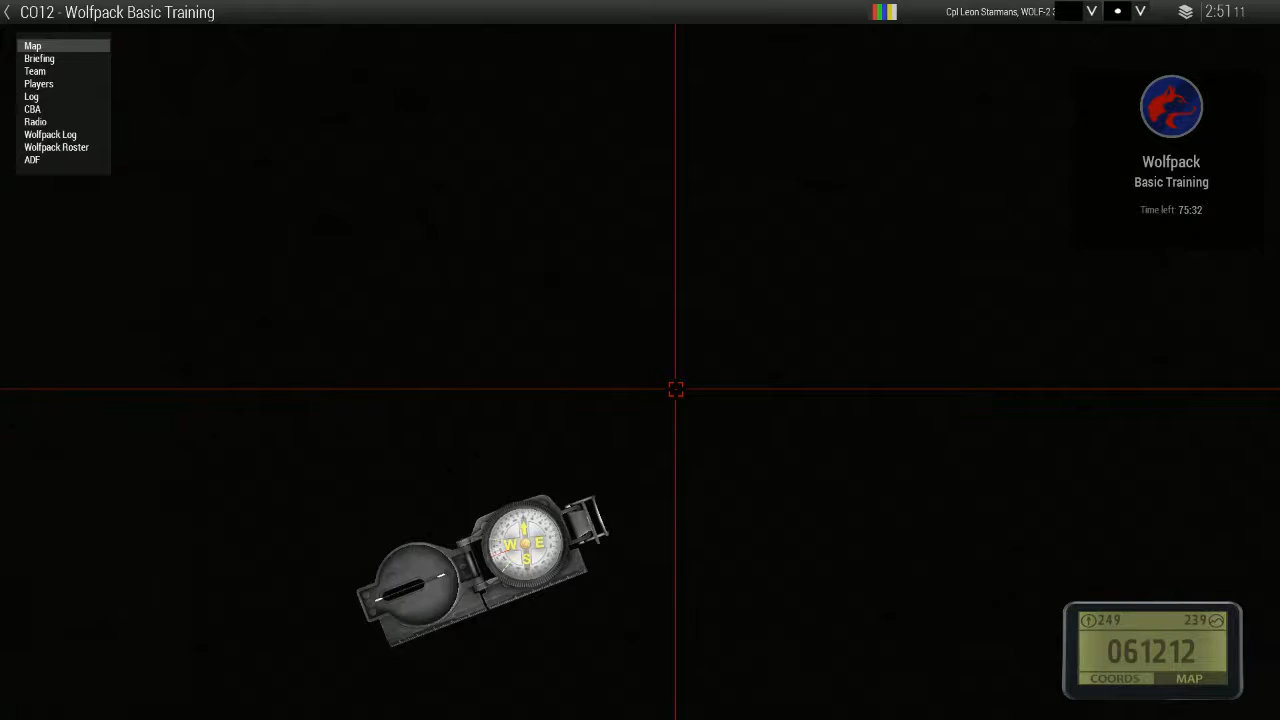 CO12 - Wolfpack Basic Training
Cpl Leon Starmans, WOLF-2
2:51 11
Map
Briefing
Team
Players
Log
CBA
Radio
Wolfpack Log
Wolfpack Roster
ADF
Wolfpack
Basic Training
Time left: 75:32
W E
S
249 239
061212
COORDS MAP